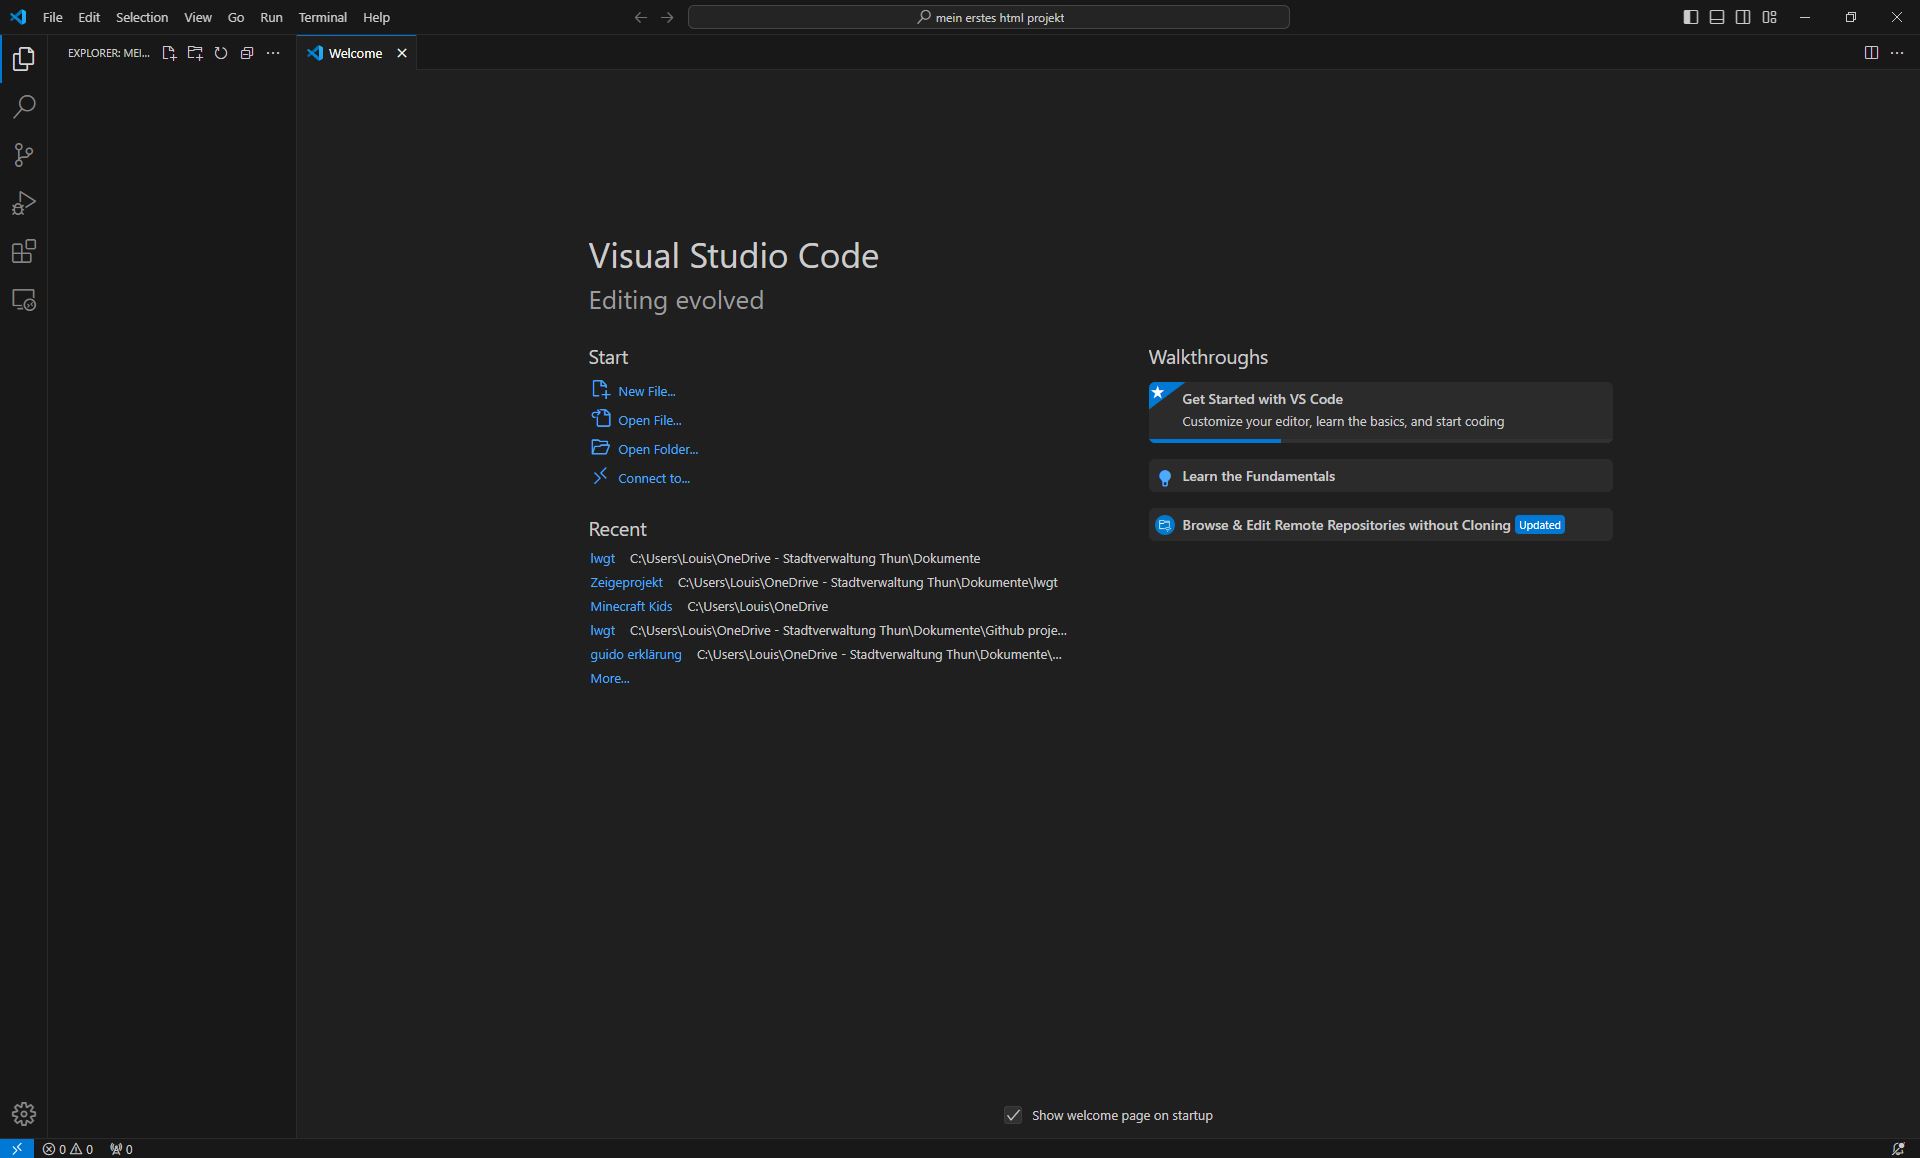 File Edit Selection View Go Run Terminal Help
mein erstes html projekt
EXPLORER: MEI...
Welcome
Visual Studio Code
Editing evolved
Start
New File...
Open File...
Open Folder...
Connect to...
Recent
lwgt C:\Users\Louis\OneDrive - Stadtverwaltung Thun\Dokumente
Zeigeprojekt C:\Users\Louis\OneDrive - Stadtverwaltung Thun\Dokumente\lwgt
Minecraft Kids C:\Users\Louis\OneDrive
lwgt C:\Users\Louis\OneDrive - Stadtverwaltung Thun\Dokumente\Github proje...
guido erklärung C:\Users\Louis\OneDrive - Stadtverwaltung Thun\Dokumente\...
More...
Walkthroughs
Get Started with VS Code
Customize your editor, learn the basics, and start coding
Learn the Fundamentals
Browse & Edit Remote Repositories without Cloning Updated
Show welcome page on startup
0 0 0